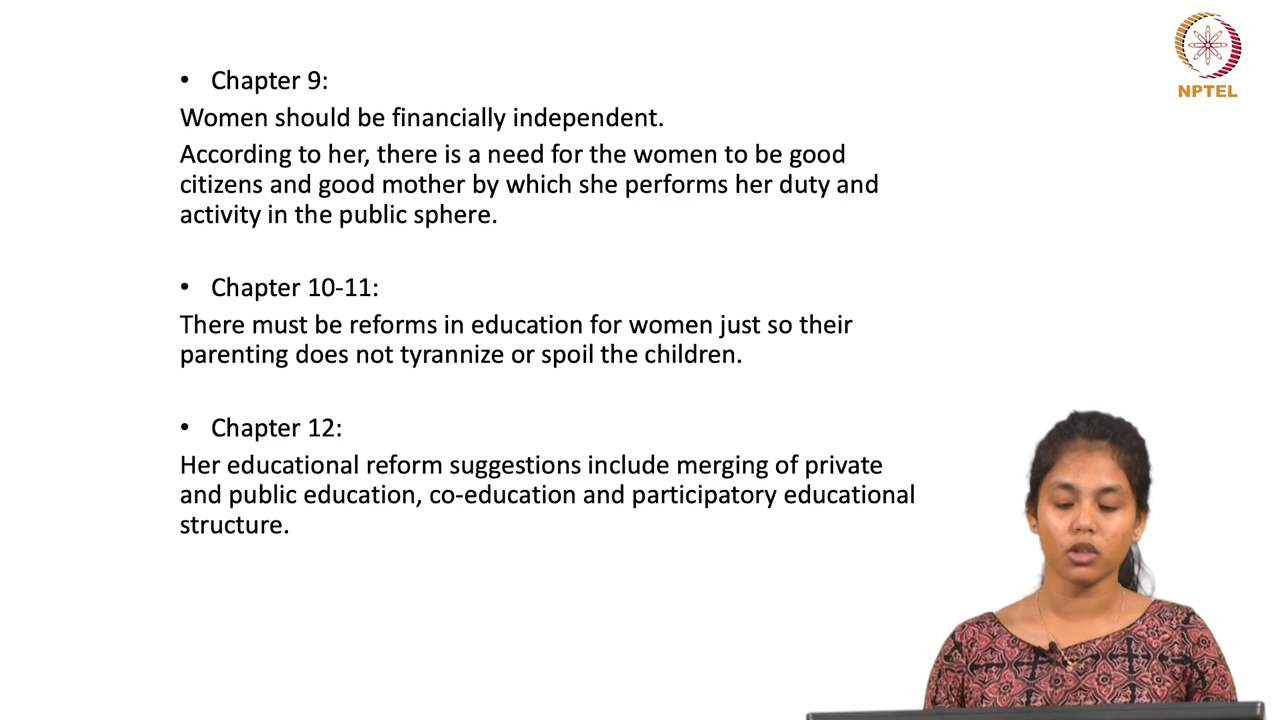 • Chapter 9:
Women should be financially independent.
According to her, there is a need for the women to be good
citizens and good mother by which she performs her duty and
activity in the public sphere.
• Chapter 10-11:
There must be reforms in education for women just so their
parenting does not tyrannize or spoil the children.
• Chapter 12:
Her educational reform suggestions include merging of private
and public education, co-education and participatory educational
structure.
NPTEL